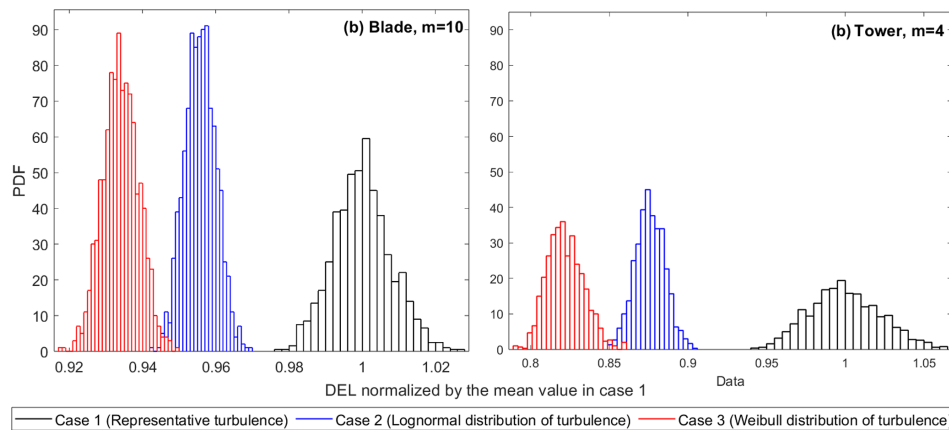 (b) Blade, m=10
PDF
90
80
70
60
50
40
30
20
10
0
0.92 0.94 0.96 0.98 1 1.02
(b) Tower, m=4
90
80
70
60
50
40
30
20
10
0
0.8 0.85 0.9 0.95 1 1.05
Data
DEL normalized by the mean value in case 1
Case 1 (Representative turbulence) Case 2 (Lognormal distribution of turbulence) Case 3 (Weibull distribution of turbulence)